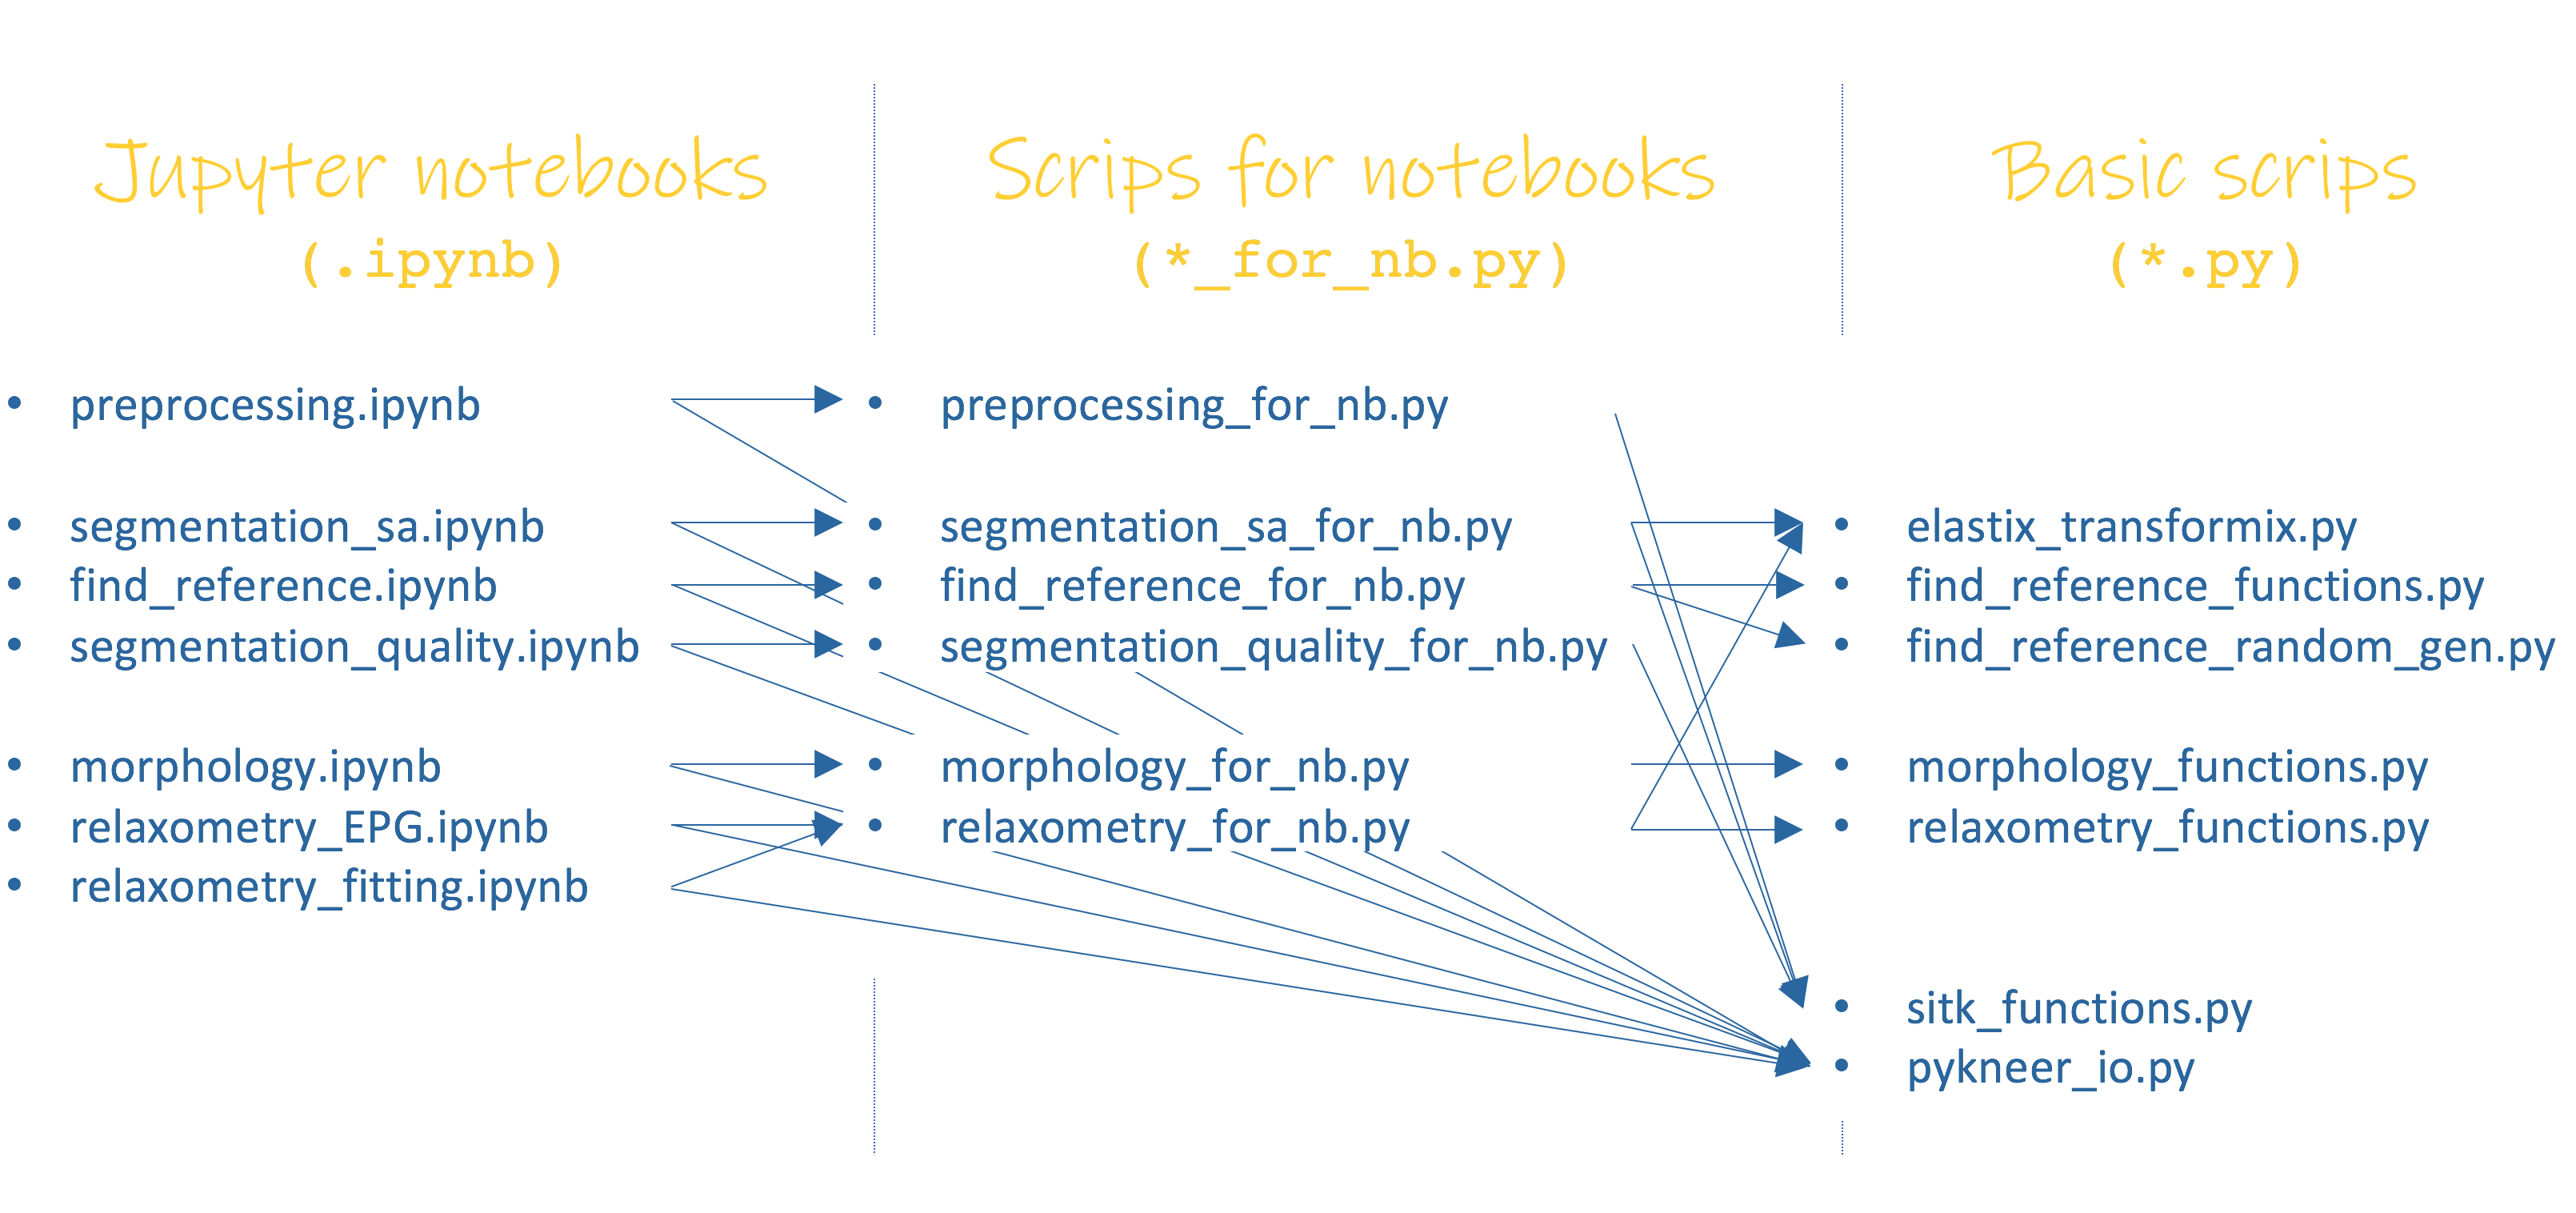 Jupyter notebooks
(.ipynb)
Scrips for notebooks
(*_for_nb.py)
Basic scrips
(*.py)
• preprocessing.ipynb
• segmentation_sa.ipynb
• find_reference.ipynb
• segmentation_quality.ipynb
• morphology.ipynb
• relaxometry_EPG.ipynb
• relaxometry_fitting.ipynb
• preprocessing_for_nb.py
• segmentation_sa_for_nb.py
• find_reference_for_nb.py
• segmentation_quality_for_nb.py
• morphology_for_nb.py
• relaxometry_for_nb.py
• elastix_transformix.py
• find_reference_functions.py
• find_reference_random_gen.py
• morphology_functions.py
• relaxometry_functions.py
• sitk_functions.py
• pykneer_io.py